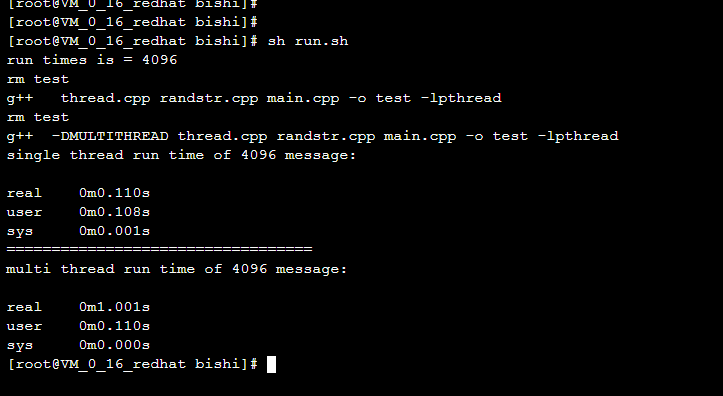 [root@VM_0_16_redhat bishi]#
[root@VM_0_16_redhat bishi]#
[root@VM_0_16_redhat bishi]# sh run.sh
run times is = 4096
rm test
g++   thread.cpp randstr.cpp main.cpp -o test -lpthread
rm test
g++  -DMULTITHREAD thread.cpp randstr.cpp main.cpp -o test -lpthread
single thread run time of 4096 message:
real    0m0.110s
user    0m0.108s
sys     0m0.001s
==================================
multi thread run time of 4096 message:
real    0m1.001s
user    0m0.110s
sys     0m0.000s
[root@VM_0_16_redhat bishi]#